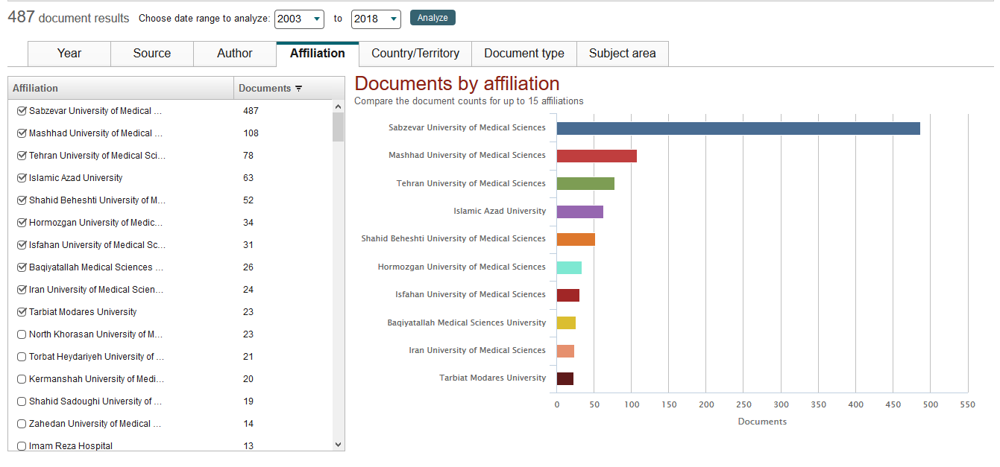 487 document results Choose date range to analyze: 2003 to 2018 Analyze
Year Source Author Affiliation Country/Territory Document type Subject area
Affiliation Documents
Sabzevar University of Medical ... 487
Mashhad University of Medical ... 108
Tehran University of Medical Sci... 78
Islamic Azad University 63
Shahid Beheshti University of M... 52
Hormozgan University of Medic... 34
Isfahan University of Medical Sc... 31
Baqiyatallah Medical Sciences ... 26
Iran University of Medical Scien... 24
Tarbiat Modares University 23
North Khorasan University of M... 23
Torbat Heydariyeh University of ... 21
Kermanshah University of Medi... 20
Shahid Sadoughi University of ... 19
Zahedan University of Medical ... 14
Imam Reza Hospital 13
Documents by affiliation
Compare the document counts for up to 15 affiliations
Sabzevar University of Medical Sciences
Mashhad University of Medical Sciences
Tehran University of Medical Sciences
Islamic Azad University
Shahid Beheshti University of Medical Sciences
Hormozgan University of Medical Sciences
Isfahan University of Medical Sciences
Baqiyatallah Medical Sciences University
Iran University of Medical Sciences
Tarbiat Modares University
0 50 100 150 200 250 300 350 400 450 500 550
Documents